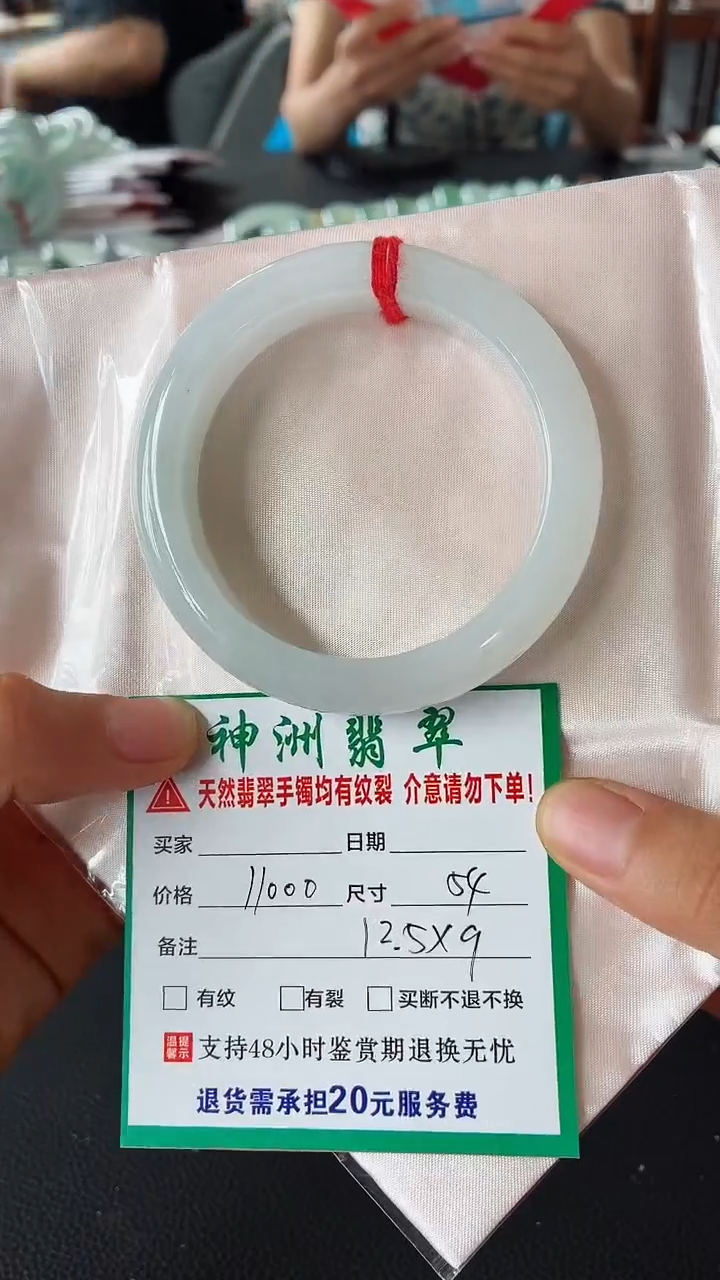 神洲翡翠
天然翡翠手镯均有纹裂 介意请勿下单!
买家 日期
价格 11000 尺寸 54
备注 12.5X9
有纹 有裂 买断不退不换
温馨提示 支持48小时鉴赏期退换无忧
退货需承担20元服务费